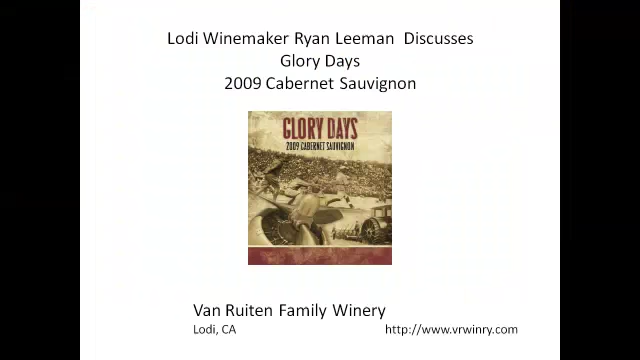 Lodi Winemaker Ryan Leeman Discusses
Glory Days
2009 Cabernet Sauvignon
GLORY DAYS
2009 CABERNET SAUVIGNON
Van Ruiten Family Winery
Lodi, CA
http://www.vrwinry.com